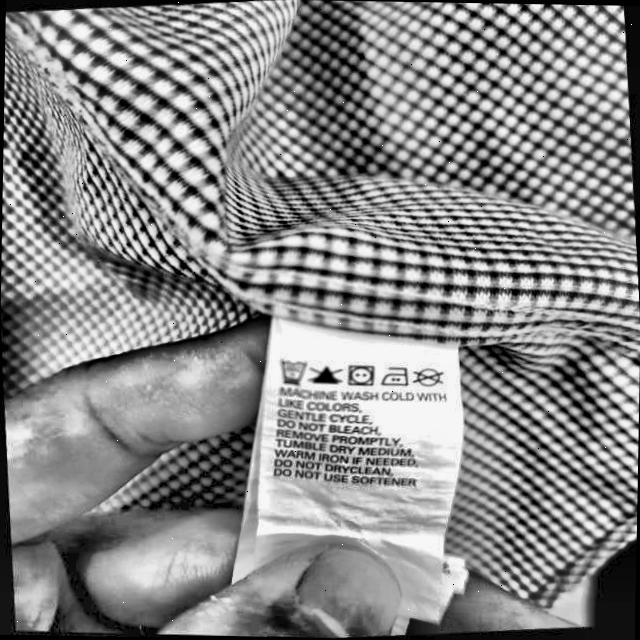 MACHINE WASH COLD WITH
LIKE COLORS,
GENTLE CYCLE,
DO NOT BLEACH,
REMOVE PROMPTLY,
TUMBLE DRY MEDIUM,
WARM IRON IF NEEDED,
DO NOT DRYCLEAN,
DO NOT USE SOFTENER